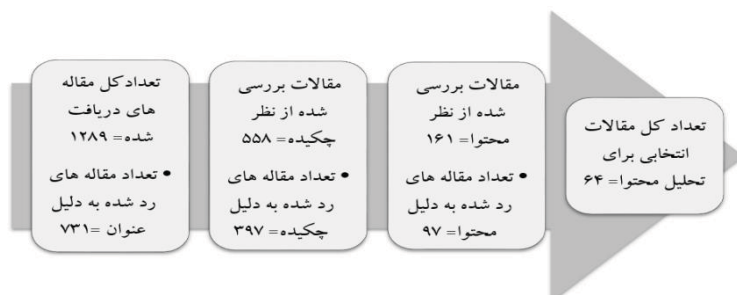 تعداد کل مقاله
های دریافت
شده= ۱۲۸۹
• تعداد مقاله های
رد شده به دلیل
عنوان =۷۳۱
مقالات بررسی
شده از نظر
چکیده= ۵۵۸
• تعداد مقاله های
رد شده به دلیل
چکیده= ۳۹۷
مقالات بررسی
شده از نظر
محتوا= ۱۶۱
• تعداد مقاله های
رد شده به دلیل
محتوا= ۹۷
تعداد کل مقالات
انتخابی برای
تحلیل محتوا= ۶۴